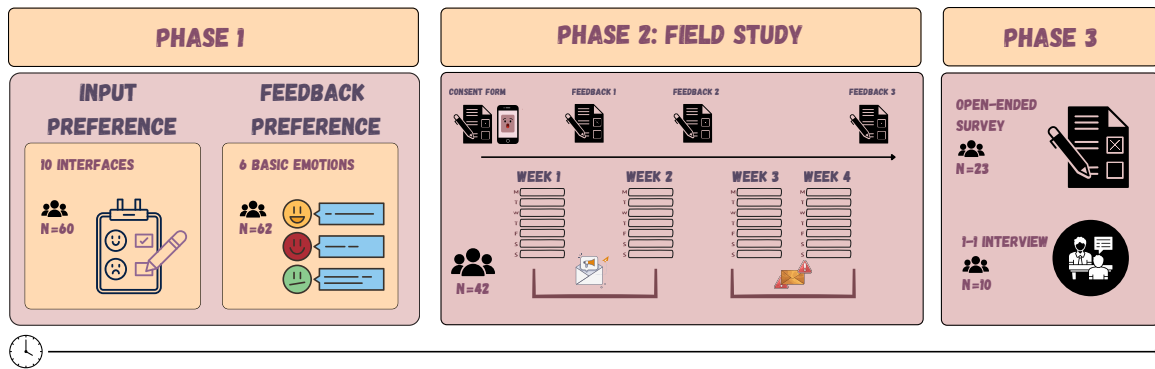 PHASE 1
INPUT
PREFERENCE
10 INTERFACES
N=60
FEEDBACK
PREFERENCE
6 BASIC EMOTIONS
N=62
PHASE 2: FIELD STUDY
CONSENT FORM
FEEDBACK 1
FEEDBACK 2
FEEDBACK 3
WEEK 1
WEEK 2
WEEK 3
WEEK 4
M
T
W
T
F
S
S
M
T
W
T
F
S
S
M
T
W
T
F
S
S
M
T
W
T
F
S
S
N=42
PHASE 3
OPEN-ENDED
SURVEY
N=23
1-1 INTERVIEW
N=10